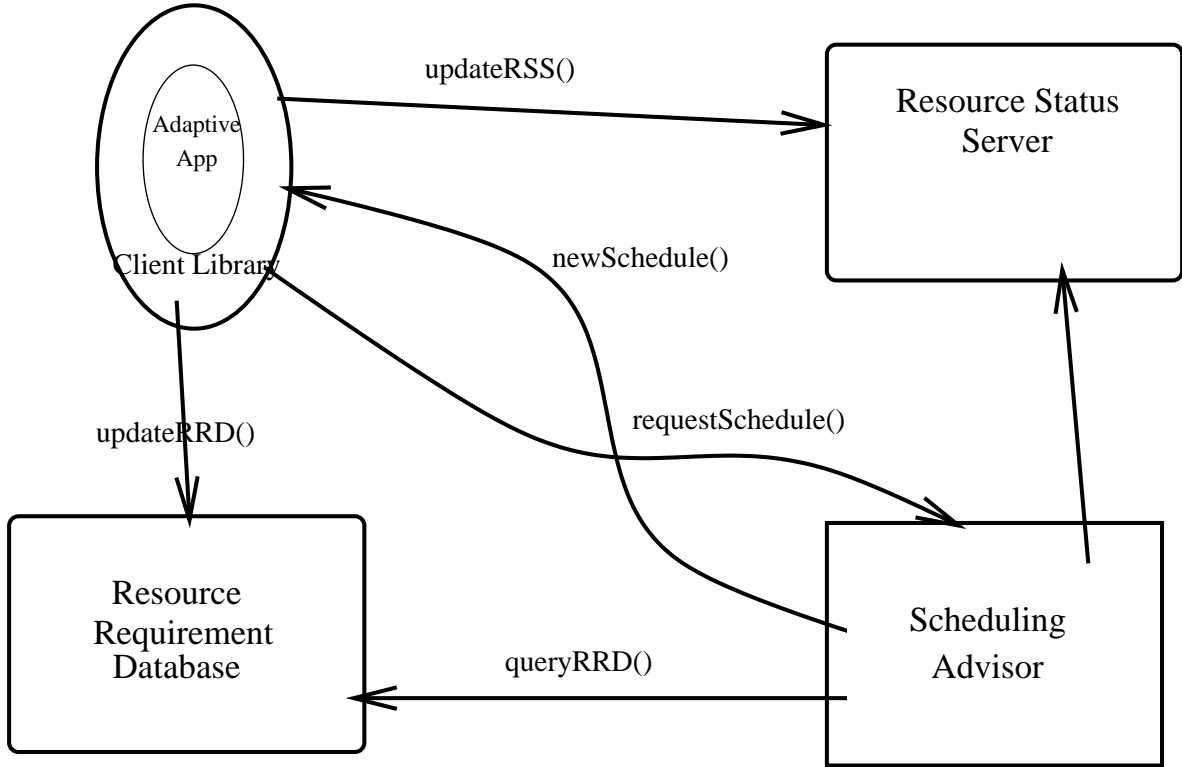 updateRSS()
Resource Status
Server
Adaptive
App
Client Library
newSchedule()
requestSchedule()
updateRRD()
Resource
Requirement
Database
queryRRD()
Scheduling
Advisor